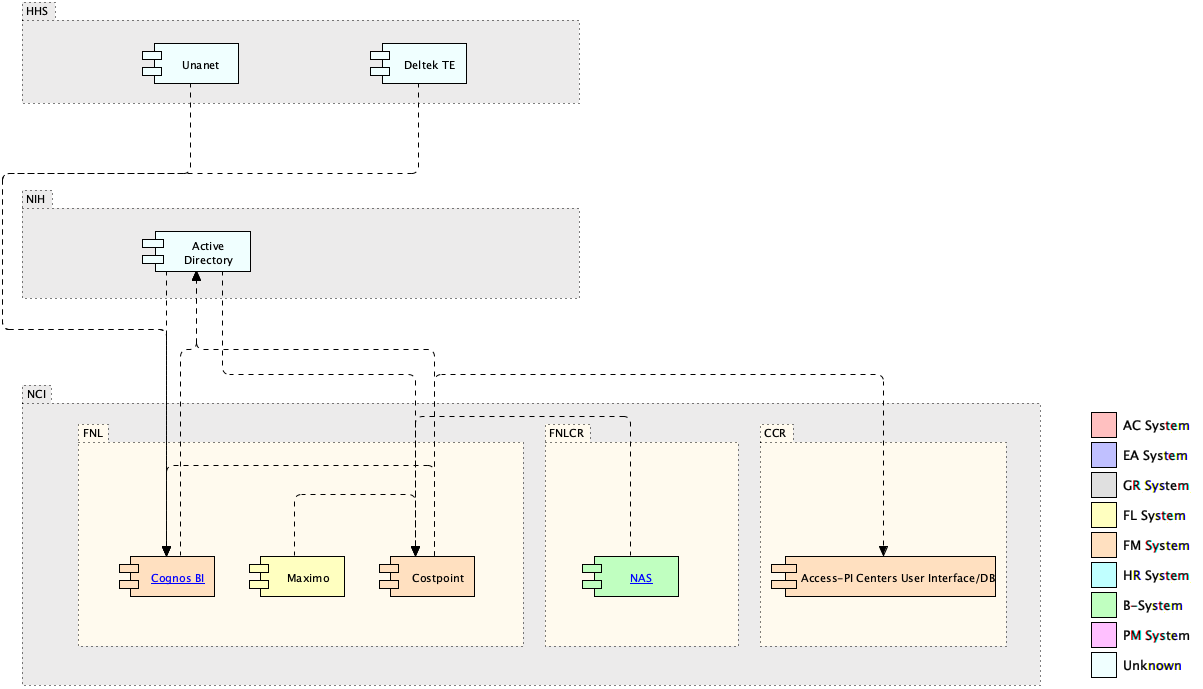 HHS
Unanet
Deltek TE
NIH
Active
Directory
NCI
FNL
FNLCR
CCR
Cognos BI
Maximo
Costpoint
NAS
Access-PI Centers User Interface/DB
AC System
EA System
GR System
FL System
FM System
HR System
B-System
PM System
Unknown